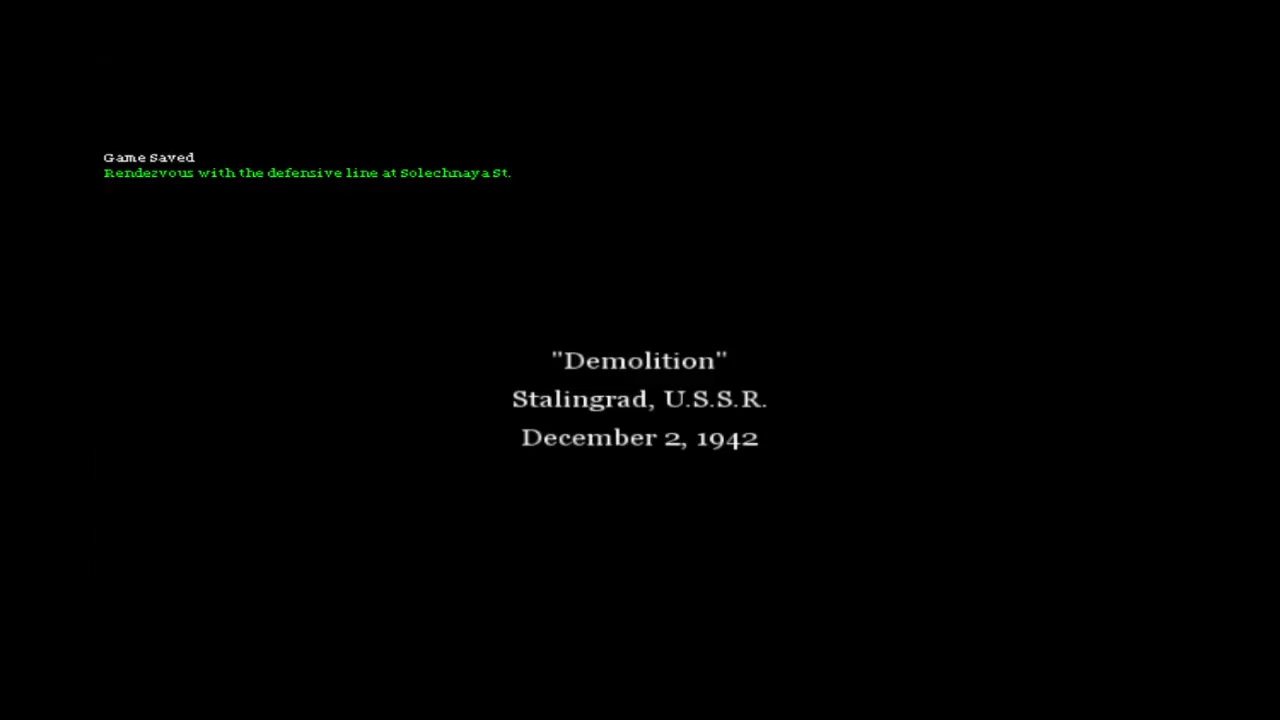 Game Saved
Rendezvous with the defensive line at Solechnaya St.
"Demolition"
Stalingrad, U.S.S.R.
December 2, 1942